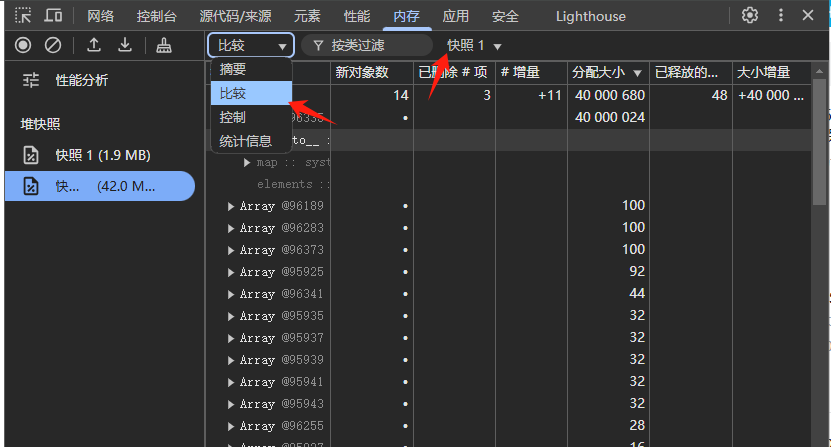 网络 控制台 源代码/来源 元素 性能 内存 应用 安全 Lighthouse
比较 按类过滤 快照 1
摘要
比较
控制
统计信息
性能分析
堆快照
快照 1 (1.9 MB)
快... (42.0 M...
新对象数 已删除 # 项 # 增量 分配大小 已释放的... 大小增量
14 3 +11 40 000 680 48 +40 000 ...
• 40 000 024
map :: syst
elements ::
Array @96189 • 100
Array @96283 • 100
Array @96373 • 100
Array @95925 • 92
Array @96341 • 44
Array @95935 • 32
Array @95937 • 32
Array @95939 • 32
Array @95941 • 32
Array @95943 • 32
Array @96255 • 28